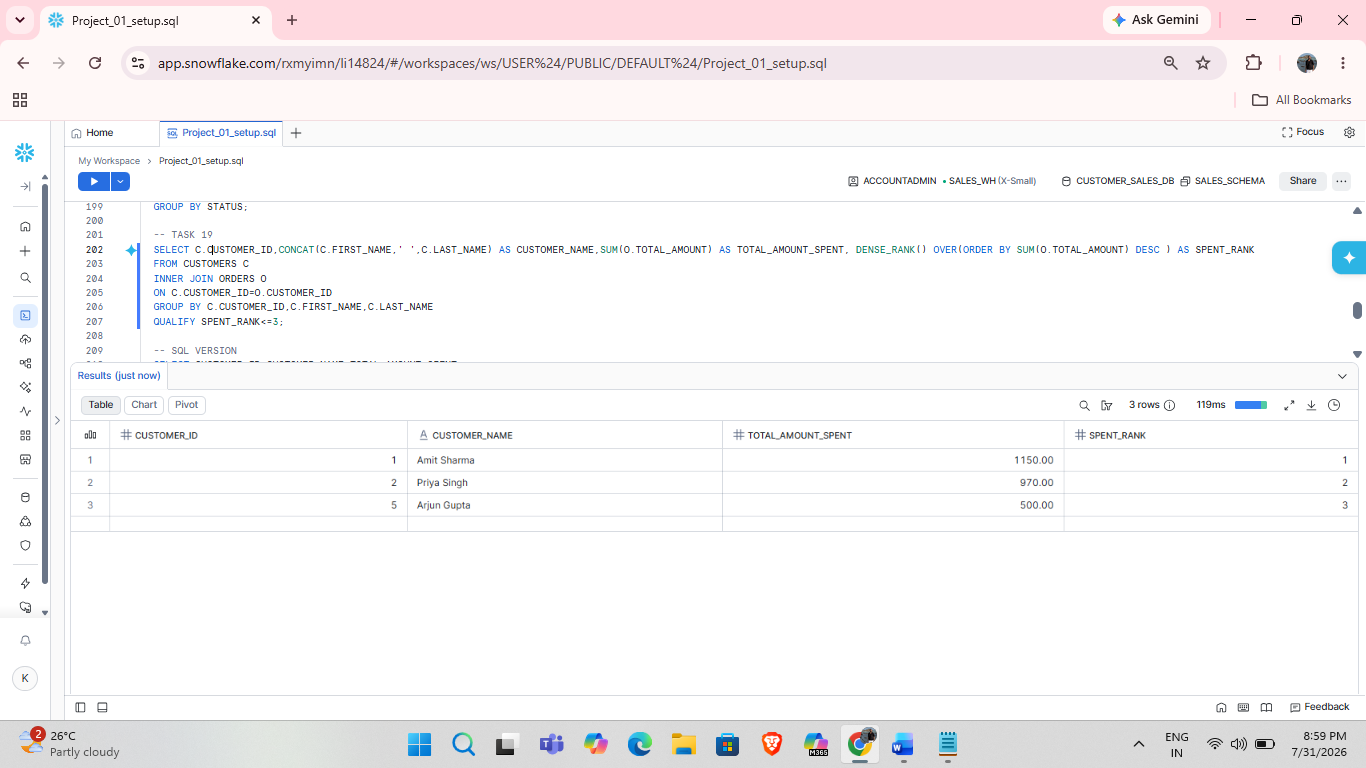 Project_01_setup.sql
Ask Gemini
app.snowflake.com/rxmyimn/li14824/#/workspaces/ws/USER%24/PUBLIC/DEFAULT%24/Project_01_setup.sql
All Bookmarks
Home
Project_01_setup.sql
Focus
My Workspace > Project_01_setup.sql
ACCOUNTADMIN • SALES_WH (X-Small) CUSTOMER_SALES_DB SALES_SCHEMA Share
199 GROUP BY STATUS;
200
201 -- TASK 19
202 SELECT C.CUSTOMER_ID,CONCAT(C.FIRST_NAME,' ',C.LAST_NAME) AS CUSTOMER_NAME,SUM(O.TOTAL_AMOUNT) AS TOTAL_AMOUNT_SPENT, DENSE_RANK() OVER(ORDER BY SUM(O.TOTAL_AMOUNT) DESC ) AS SPENT_RANK
203 FROM CUSTOMERS C
204 INNER JOIN ORDERS O
205 ON C.CUSTOMER_ID=O.CUSTOMER_ID
206 GROUP BY C.CUSTOMER_ID,C.FIRST_NAME,C.LAST_NAME
207 QUALIFY SPENT_RANK<=3;
208
209 -- SQL VERSION
Results (just now)
Table Chart Pivot
3 rows 119ms
CUSTOMER_ID CUSTOMER_NAME TOTAL_AMOUNT_SPENT SPENT_RANK
1 1 Amit Sharma 1150.00 1
2 2 Priya Singh 970.00 2
3 5 Arjun Gupta 500.00 3
K
Feedback
2
26°C
Partly cloudy
M365
ENG
IN
8:59 PM
7/31/2026